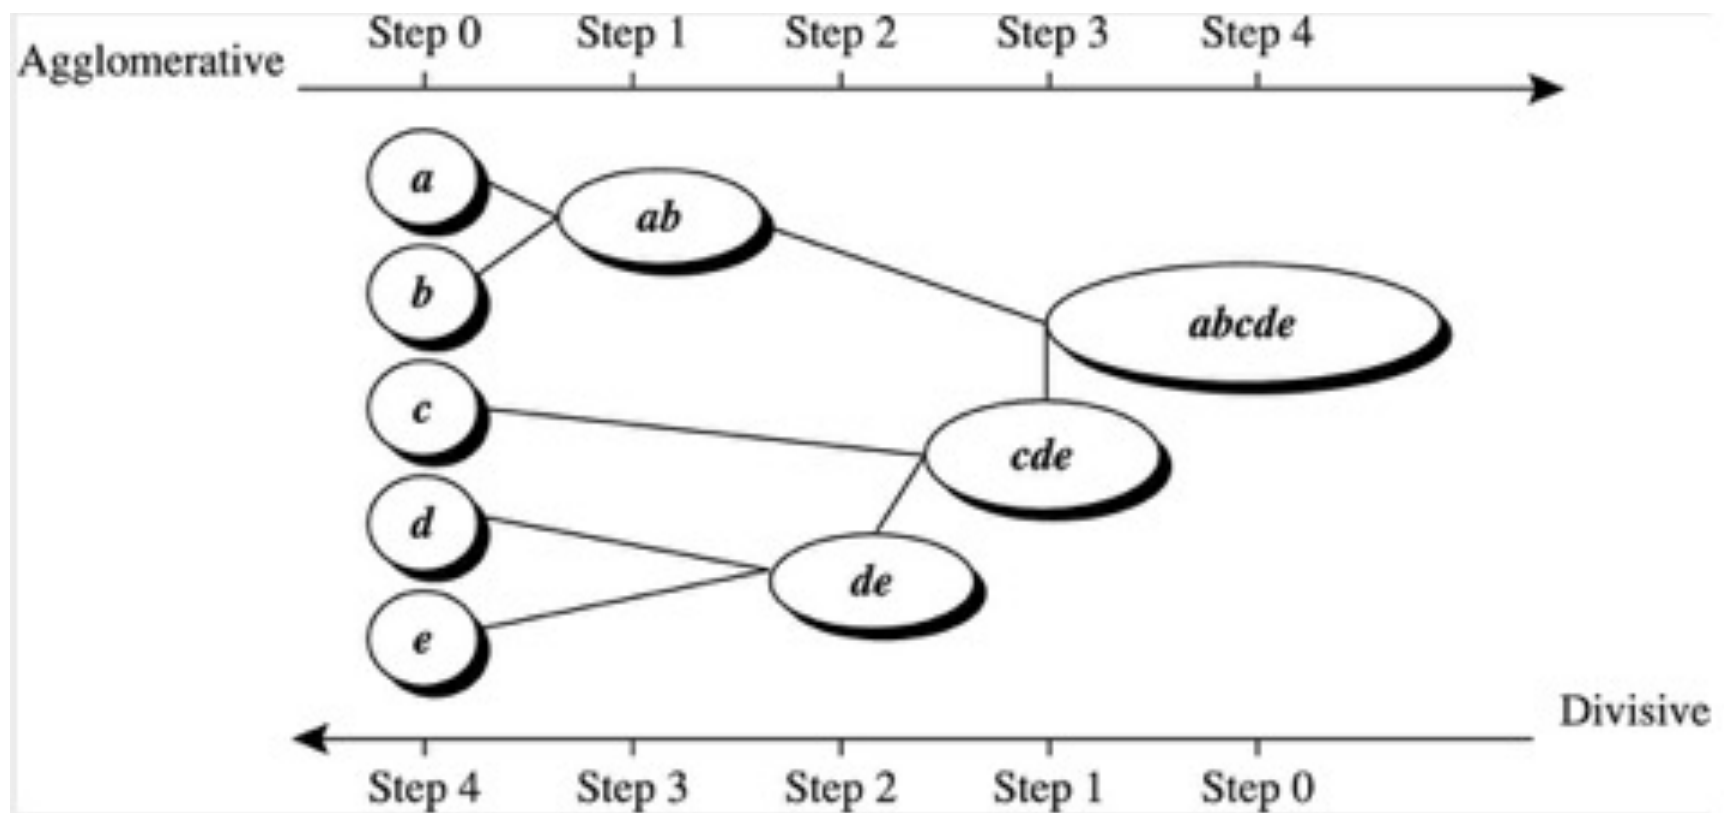 Step 0 Step 1 Step 2 Step 3 Step 4
Agglomerative
a
ab
b
abcde
c
cde
d
de
e
Divisive
Step 4 Step 3 Step 2 Step 1 Step 0